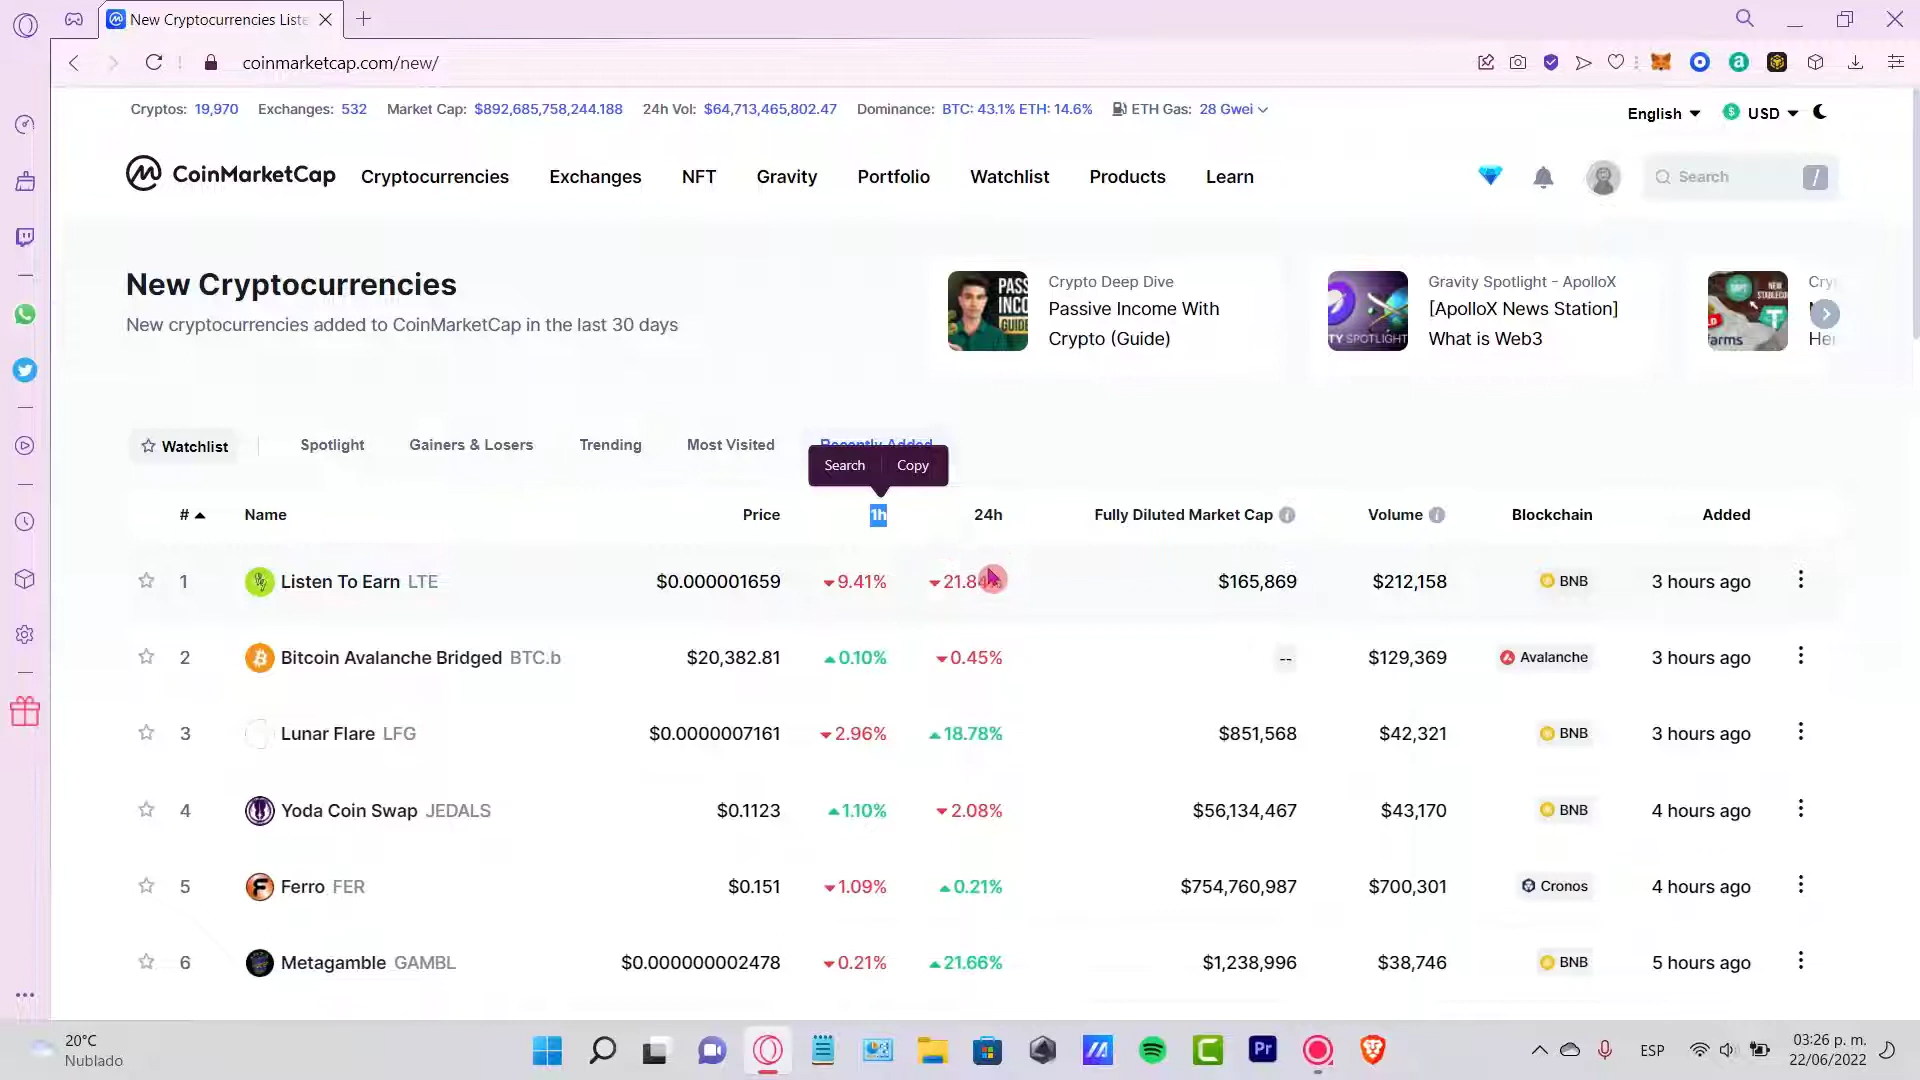 New Cryptocurrencies Liste
coinmarketcap.com/new/
Cryptos: 19,970 Exchanges: 532 Market Cap: $892,685,758,244.188 24h Vol: $64,713,465,802.47 Dominance: BTC: 43.1% ETH: 14.6% ETH Gas: 28 Gwei
English USD
CoinMarketCap Cryptocurrencies Exchanges NFT Gravity Portfolio Watchlist Products Learn Search /
New Cryptocurrencies
New cryptocurrencies added to CoinMarketCap in the last 30 days
Crypto Deep Dive
Passive Income With
Crypto (Guide)
Gravity Spotlight - ApolloX
[ApolloX News Station]
What is Web3
Cry
Her
Watchlist Spotlight Gainers & Losers Trending Most Visited Recently Added
Search Copy
# Name Price 1h 24h Fully Diluted Market Cap Volume Blockchain Added
1 Listen To Earn LTE $0.000001659 9.41% 21.84% $165,869 $212,158 BNB 3 hours ago
2 Bitcoin Avalanche Bridged BTC.b $20,382.81 0.10% 0.45% -- $129,369 Avalanche 3 hours ago
3 Lunar Flare LFG $0.0000007161 2.96% 18.78% $851,568 $42,321 BNB 3 hours ago
4 Yoda Coin Swap JEDALS $0.1123 1.10% 2.08% $56,134,467 $43,170 BNB 4 hours ago
5 Ferro FER $0.151 1.09% 0.21% $754,760,987 $700,301 Cronos 4 hours ago
6 Metagamble GAMBL $0.000000002478 0.21% 21.66% $1,238,996 $38,746 BNB 5 hours ago
20°C
Nublado
ESP
03:26 p. m.
22/06/2022